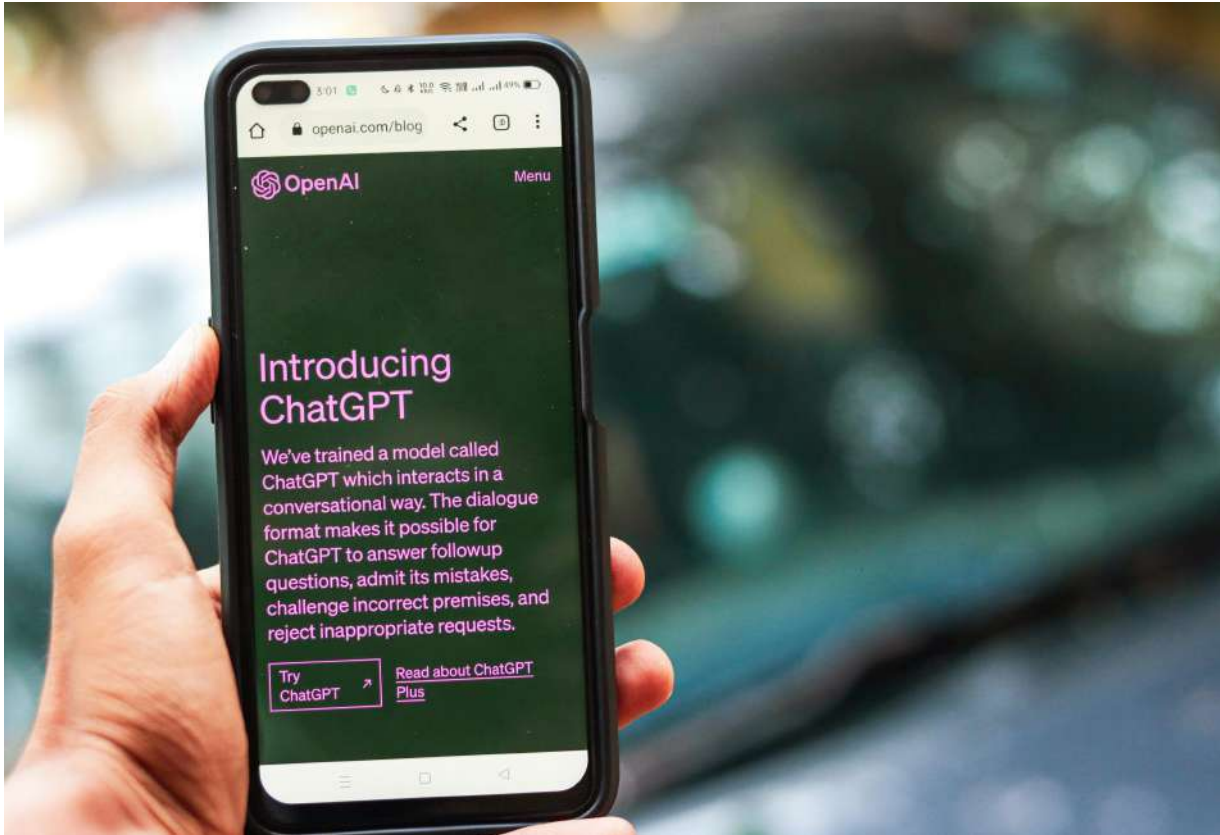 3:01 49%
openai.com/blog
OpenAI Menu
Introducing
ChatGPT
We've trained a model called
ChatGPT which interacts in a
conversational way. The dialogue
format makes it possible for
ChatGPT to answer followup
questions, admit its mistakes,
challenge incorrect premises, and
reject inappropriate requests.
Try
ChatGPT ↗
Read about ChatGPT
Plus